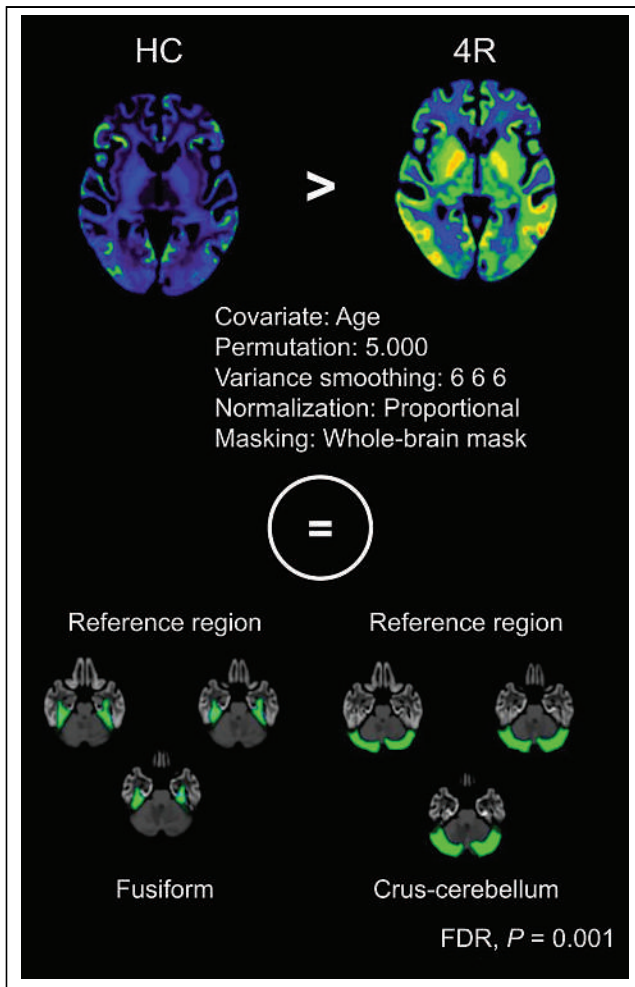 HC 4R
>
Covariate: Age
Permutation: 5.000
Variance smoothing: 6 6 6
Normalization: Proportional
Masking: Whole-brain mask
=
Reference region Reference region
Fusiform Crus-cerebellum
FDR, P = 0.001